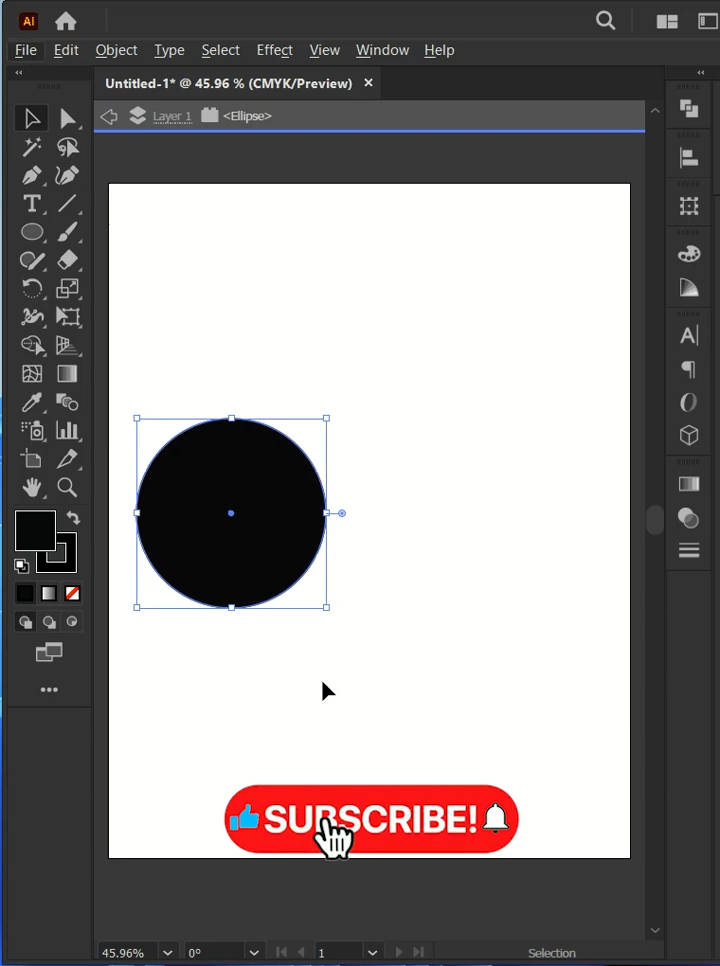 Ai
File Edit Object Type Select Effect View Window Help
Untitled-1* @ 45.96 % (CMYK/Preview) ×
Layer 1 <Ellipse>
SUBSCRIBE!
45.96% 0° 1 Selection